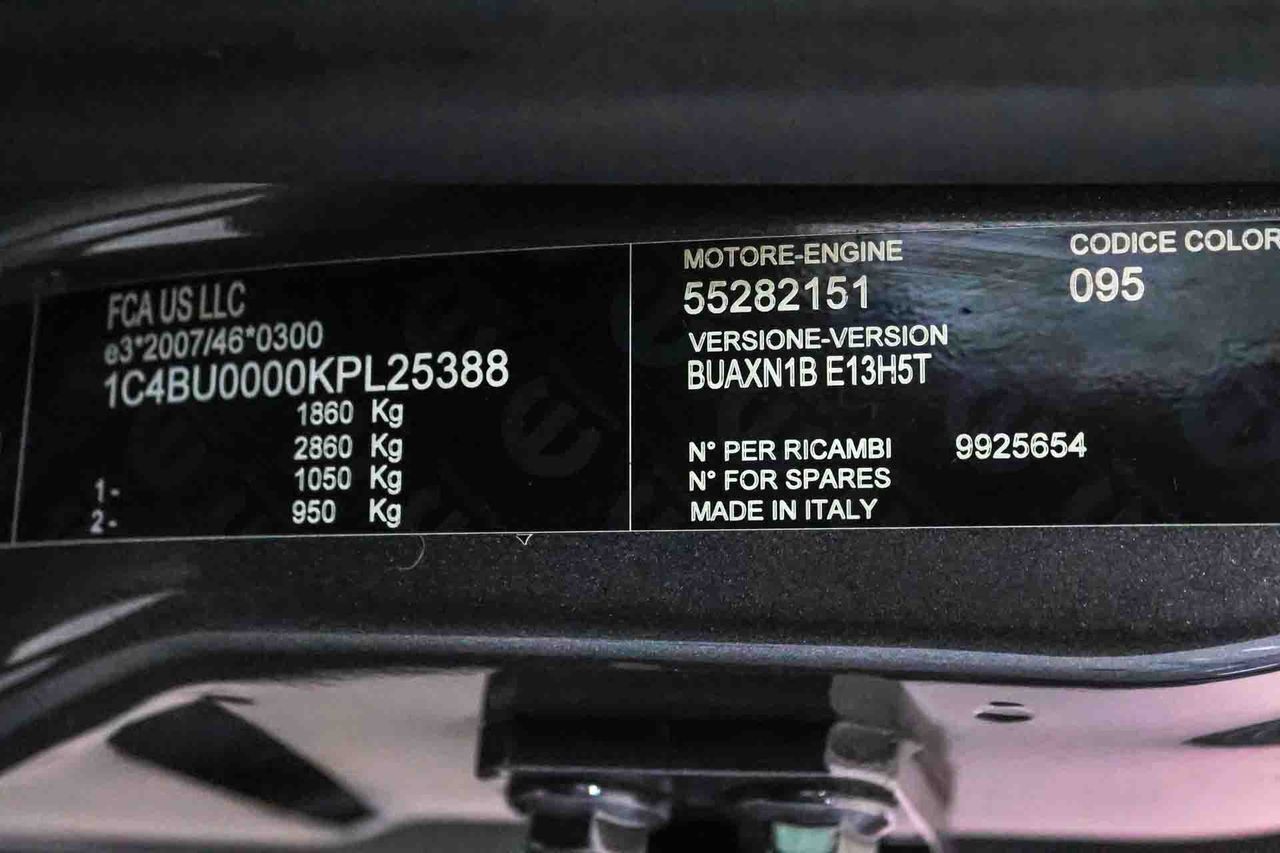 FCA US LLC
e3*2007/46*0300
1C4BU0000KPL25388
1860 Kg
2860 Kg
1- 1050 Kg
2- 950 Kg
MOTORE-ENGINE
55282151
CODICE COLOR
095
VERSIONE-VERSION
BUAXN1B E13H5T
N° PER RICAMBI 9925654
N° FOR SPARES
MADE IN ITALY